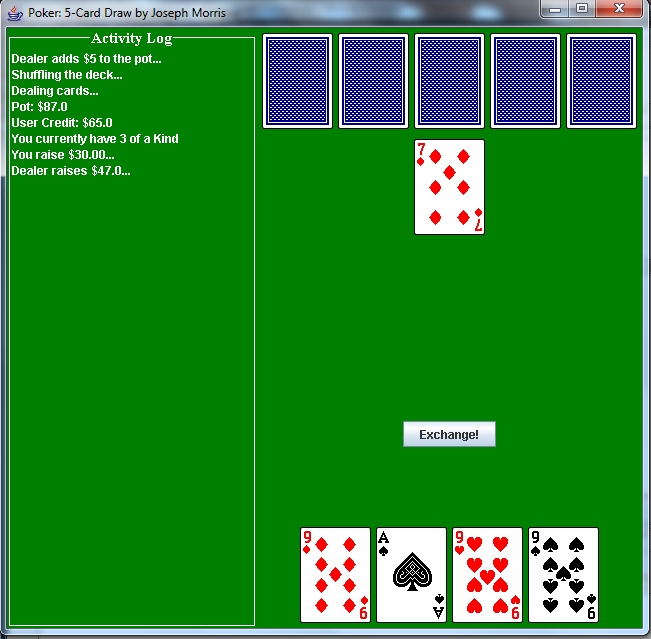 Poker: 5-Card Draw by Joseph Morris
Activity Log
Dealer adds $5 to the pot...
Shuffling the deck...
Dealing cards...
Pot: $87.0
User Credit: $65.0
You currently have 3 of a Kind
You raise $30.00...
Dealer raises $47.0...
7
7
Exchange!
9 A 9 9
9 A 9 9